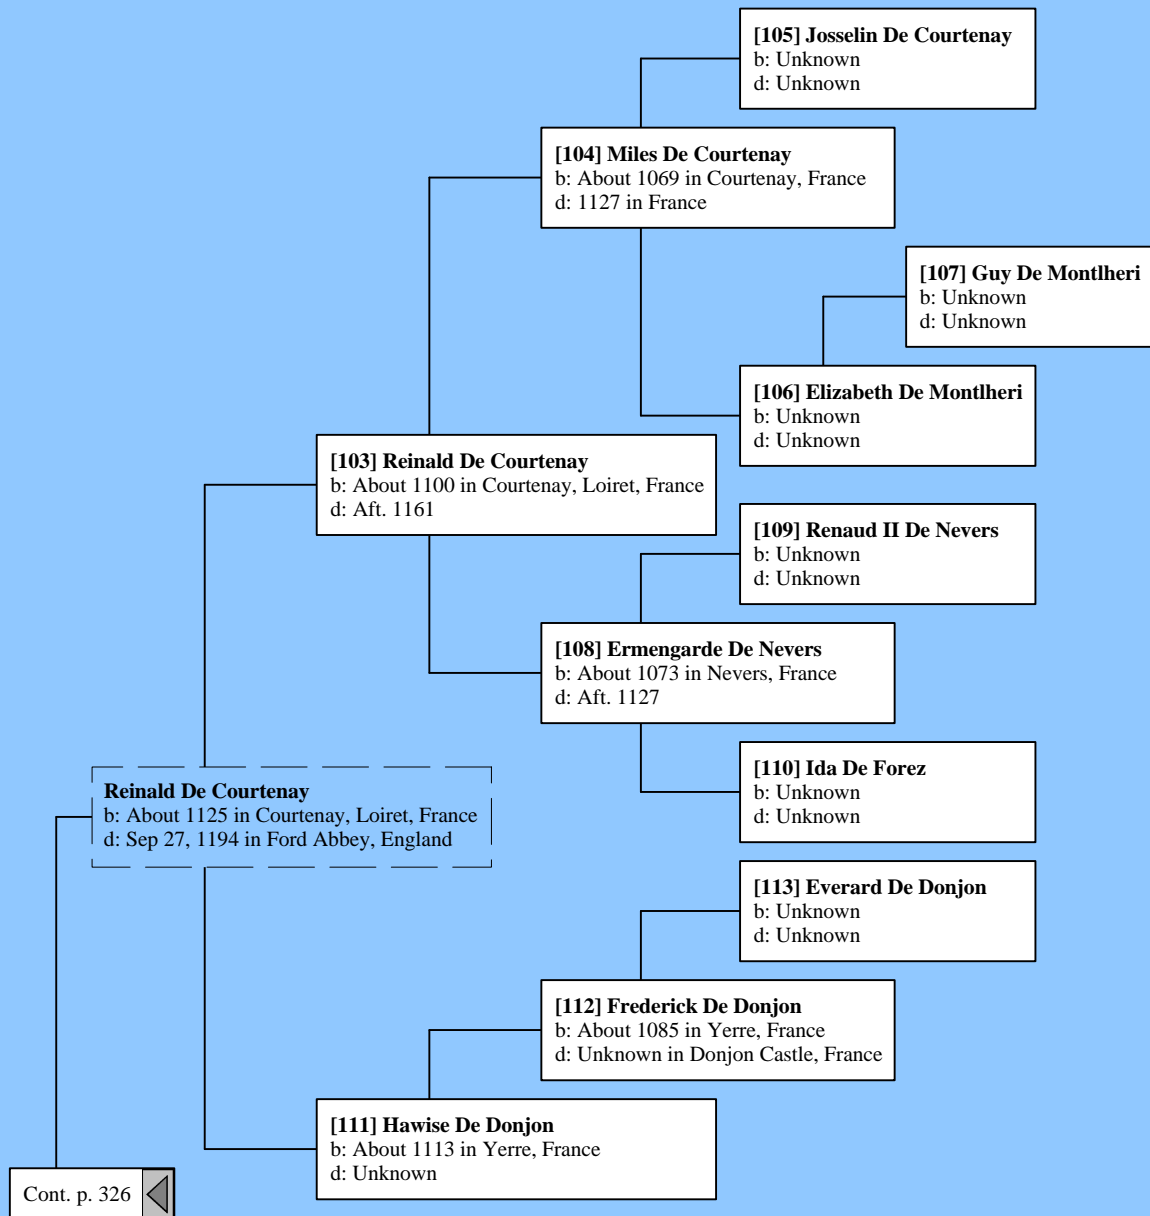 [105] Josselin De Courtenay
b: Unknown
d: Unknown
[104] Miles De Courtenay
b: About 1069 in Courtenay, France
d: 1127 in France
[107] Guy De Montlheri
b: Unknown
d: Unknown
[106] Elizabeth De Montlheri
b: Unknown
d: Unknown
[103] Reinald De Courtenay
b: About 1100 in Courtenay, Loiret, France
d: Aft. 1161
[109] Renaud II De Nevers
b: Unknown
d: Unknown
[108] Ermengarde De Nevers
b: About 1073 in Nevers, France
d: Aft. 1127
[110] Ida De Forez
b: Unknown
d: Unknown
Reinald De Courtenay
b: About 1125 in Courtenay, Loiret, France
d: Sep 27, 1194 in Ford Abbey, England
[113] Everard De Donjon
b: Unknown
d: Unknown
[112] Frederick De Donjon
b: About 1085 in Yerre, France
d: Unknown in Donjon Castle, France
[111] Hawise De Donjon
b: About 1113 in Yerre, France
d: Unknown
Cont. p. 326